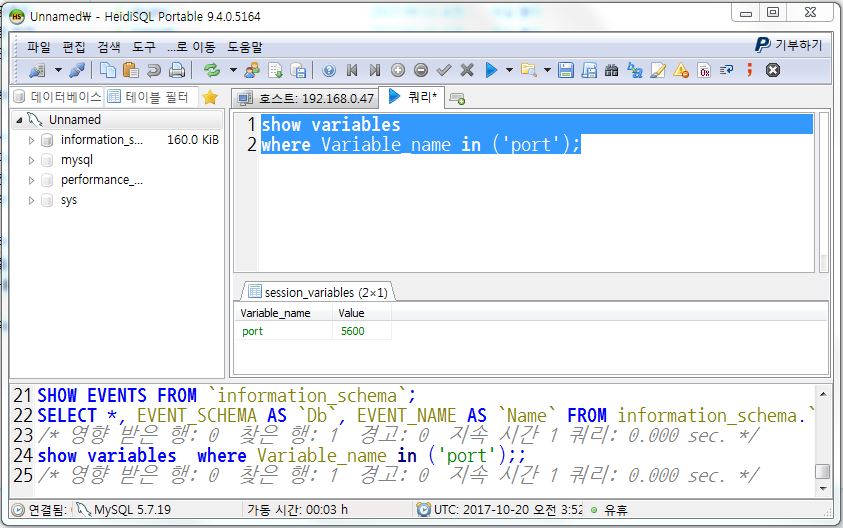 Unnamed\ - HeidiSQL Portable 9.4.0.5164
파일 편집 검색 도구 ...로 이동 도움말
기부하기
데이터베이스 테이블 필터
호스트: 192.168.0.47 쿼리*
Unnamed
information_s... 160.0 KiB
mysql
performance_...
sys
1 show variables
2 where Variable_name in ('port');
session_variables (2×1)
Variable_name Value
port 5600
21 SHOW EVENTS FROM `information_schema`;
22 SELECT *, EVENT_SCHEMA AS `Db`, EVENT_NAME AS `Name` FROM information_schema.`
23 /* 영향 받은 행: 0 찾은 행: 1 경고: 0 지속 시간 1 쿼리: 0.000 sec. */
24 show variables where Variable_name in ('port');;
25 /* 영향 받은 행: 0 찾은 행: 1 경고: 0 지속 시간 1 쿼리: 0.000 sec. */
연결됨: MySQL 5.7.19 가동 시간: 00:03 h UTC: 2017-10-20 오전 3:52 유휴